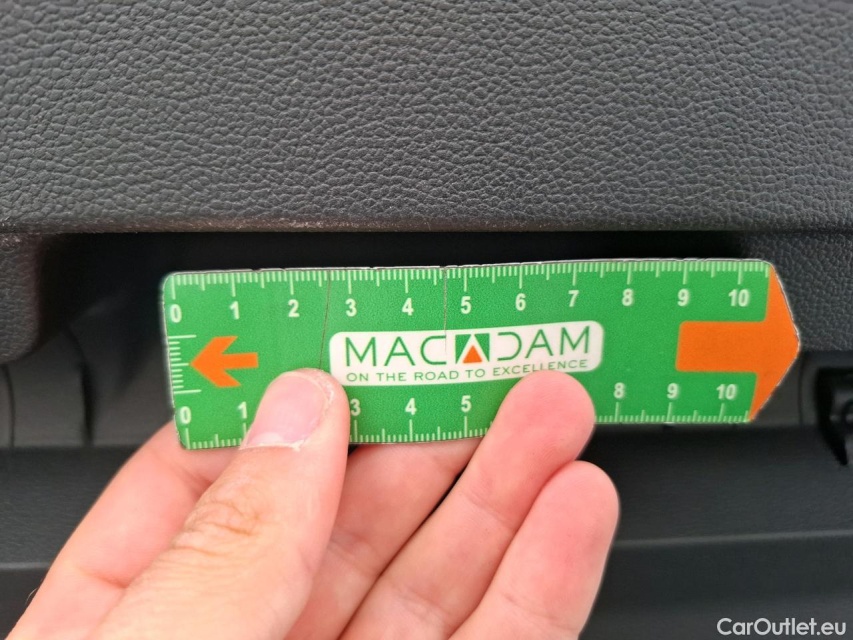 0 1 2 3 4 5 6 7 8 9 10
MACADAM
ON THE ROAD TO EXCELLENCE
0 1 3 4 5 8 9 10
CarOutlet.eu